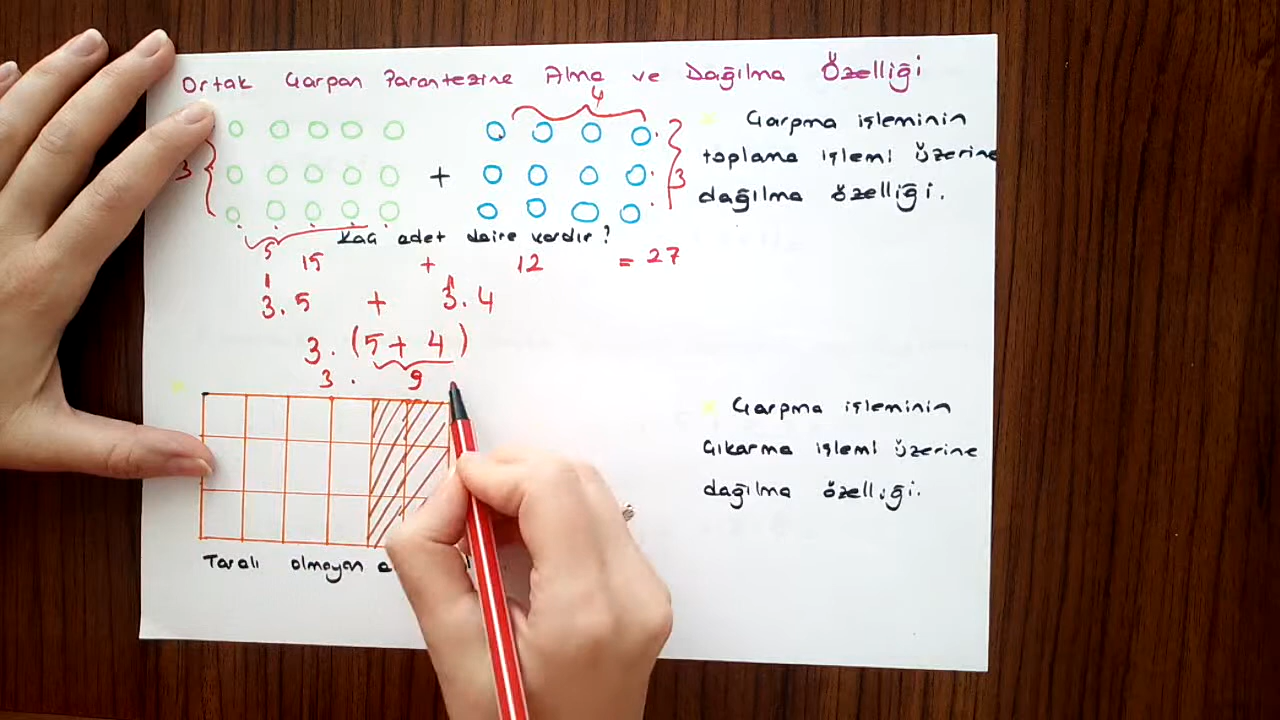 Ortak Çarpan Parantezine Alma ve Dağılma Özelliği
4
3
+
3
Kaç adet daire vardır?
5
15 + 12 = 27
3.5 + 3.4
3. (5+ 4)
3. 9
Çarpma işleminin
toplama işlemi üzerine
dağılma özelliği.
Çarpma işleminin
çıkarma işlemi üzerine
dağılma özelliği.
Taralı olmayan